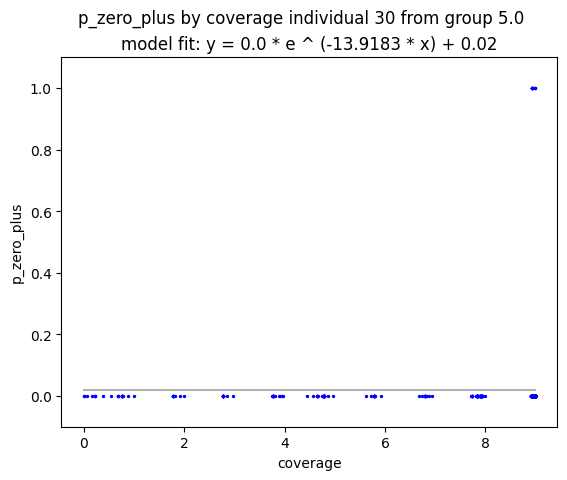 p_zero_plus by coverage individual 30 from group 5.0
model fit: y = 0.0 * e ^ (-13.9183 * x) + 0.02
1.0
0.8
0.6
0.4
0.2
0.0
p_zero_plus
0 2 4 6 8
coverage